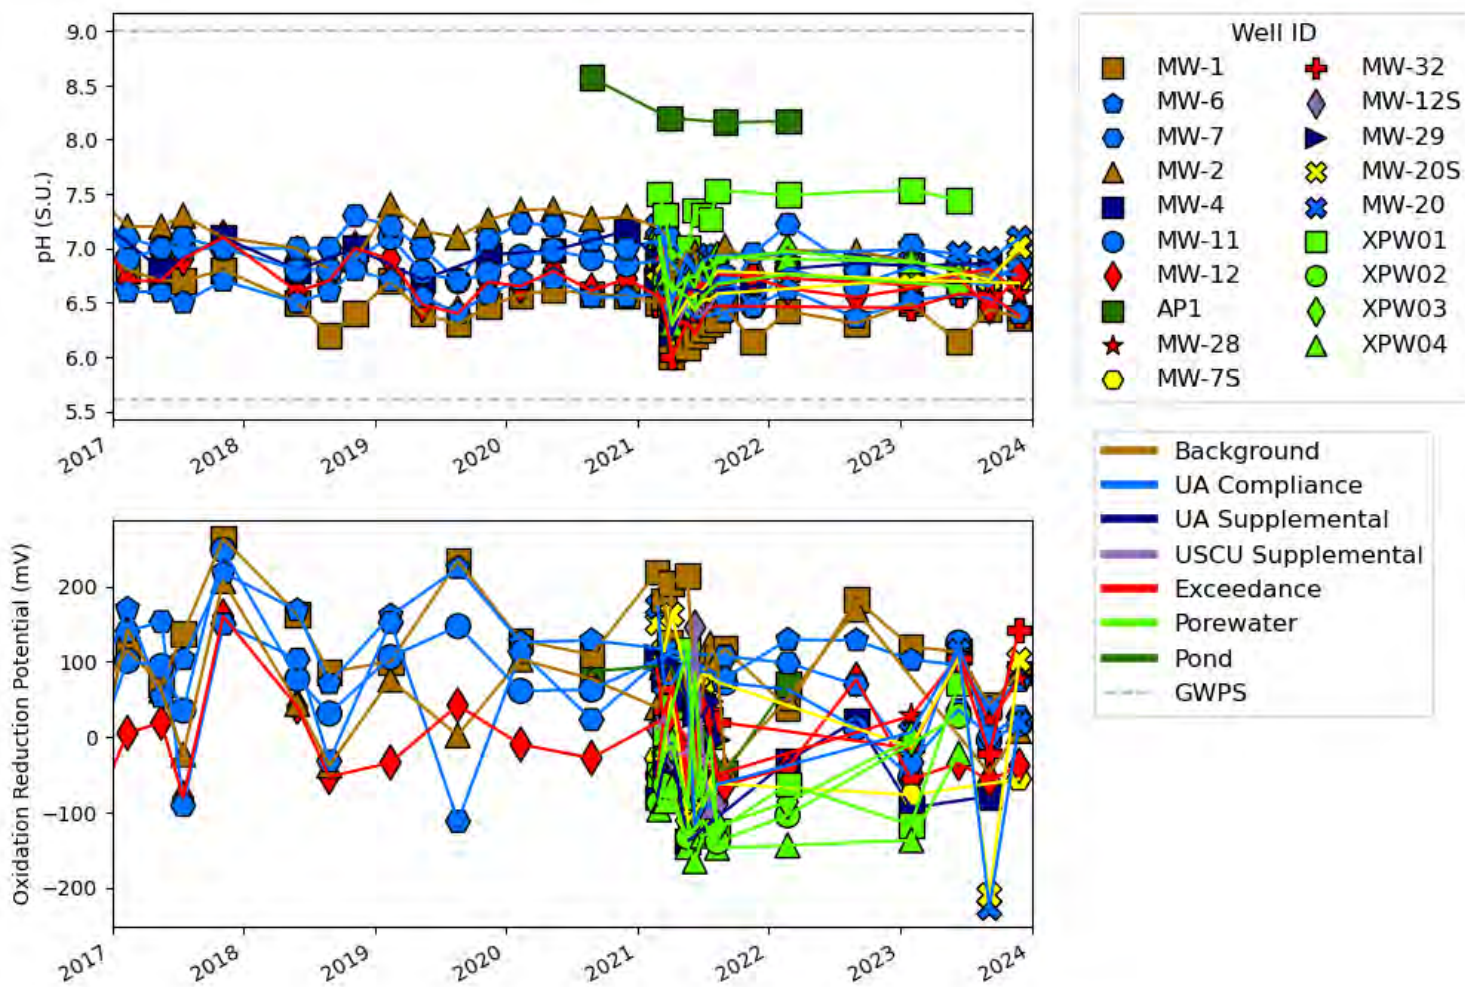 pH (S.U.)
9.0
8.5
8.0
7.5
7.0
6.5
6.0
5.5
2017
2018
2019
2020
2021
2022
2023
2024
Oxidation Reduction Potential (mV)
200
100
0
−100
−200
2017
2018
2019
2020
2021
2022
2023
2024
Well ID
MW-1
MW-6
MW-7
MW-2
MW-4
MW-11
MW-12
AP1
MW-28
MW-7S
MW-32
MW-12S
MW-29
MW-20S
MW-20
XPW01
XPW02
XPW03
XPW04
Background
UA Compliance
UA Supplemental
USCU Supplemental
Exceedance
Porewater
Pond
GWPS